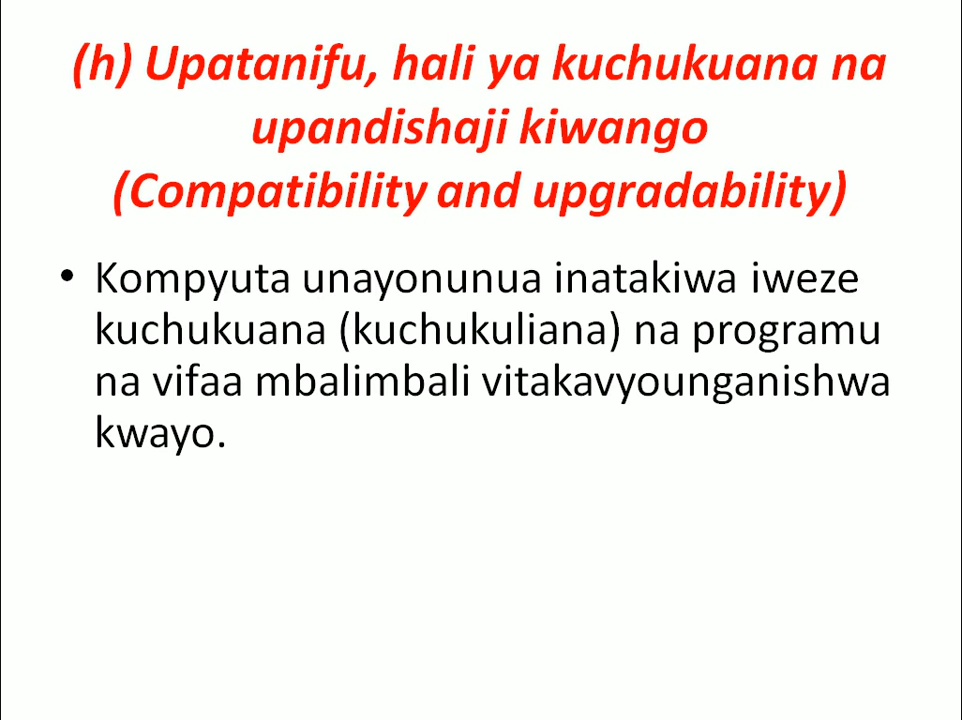 (h) Upatanifu, hali ya kuchukuana na
upandishaji kiwango
(Compatibility and upgradability)
• Kompyuta unayonunua inatakiwa iweze
kuchukuana (kuchukuliana) na programu
na vifaa mbalimbali vitakavyounganishwa
kwayo.